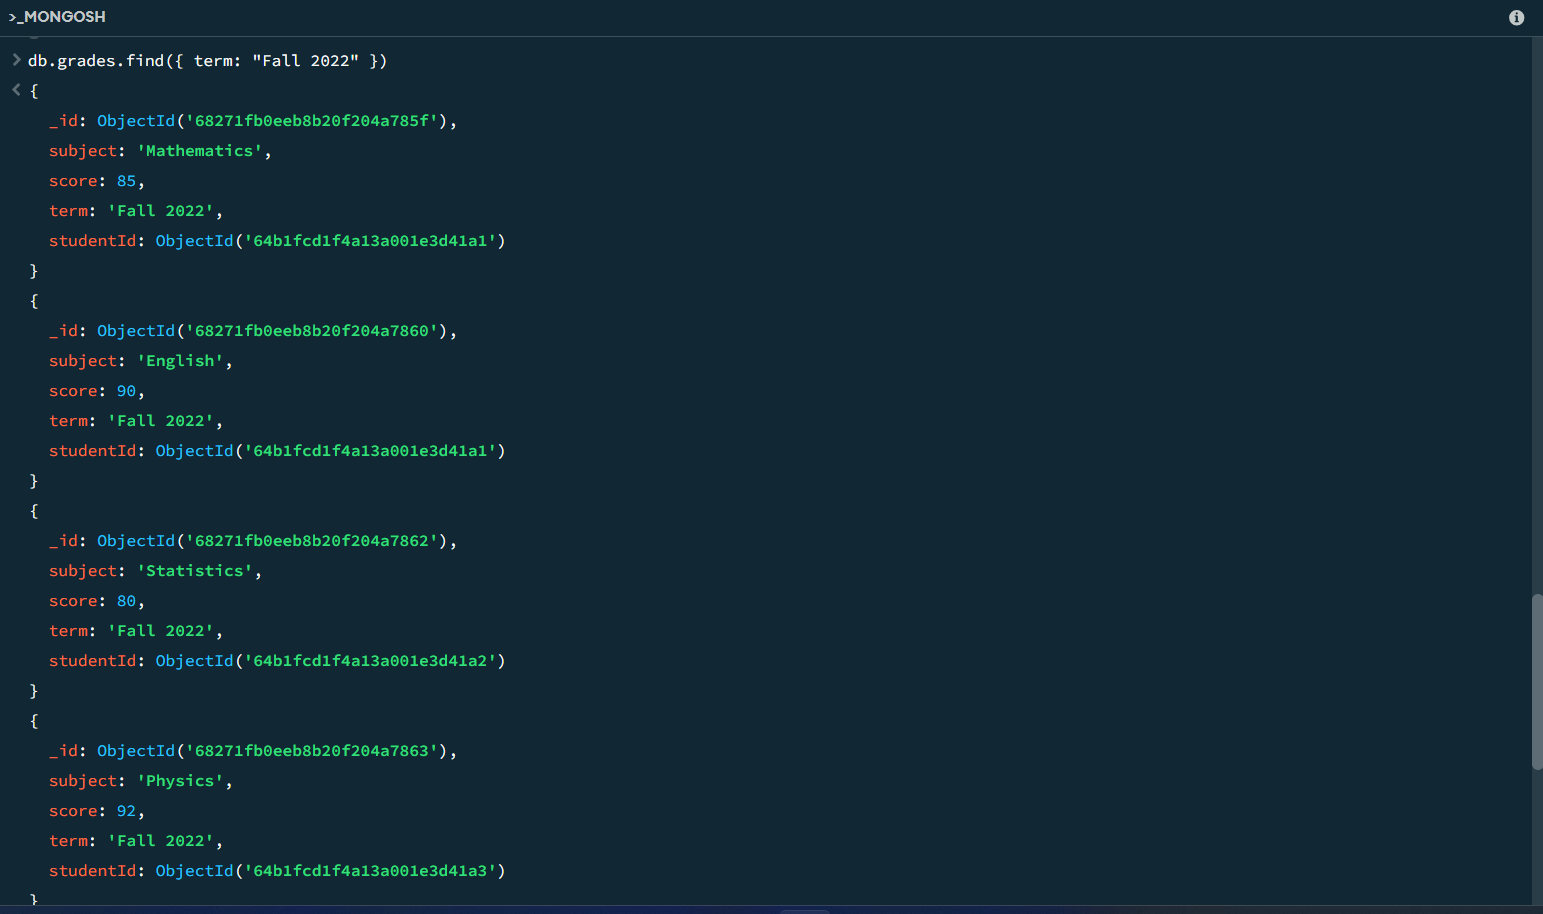 >_MONGOSH
db.grades.find({ term: "Fall 2022" })
{
_id: ObjectId('68271fb0eeb8b20f204a785f'),
subject: 'Mathematics',
score: 85,
term: 'Fall 2022',
studentId: ObjectId('64b1fcd1f4a13a001e3d41a1')
}
{
_id: ObjectId('68271fb0eeb8b20f204a7860'),
subject: 'English',
score: 90,
term: 'Fall 2022',
studentId: ObjectId('64b1fcd1f4a13a001e3d41a1')
}
{
_id: ObjectId('68271fb0eeb8b20f204a7862'),
subject: 'Statistics',
score: 80,
term: 'Fall 2022',
studentId: ObjectId('64b1fcd1f4a13a001e3d41a2')
}
{
_id: ObjectId('68271fb0eeb8b20f204a7863'),
subject: 'Physics',
score: 92,
term: 'Fall 2022',
studentId: ObjectId('64b1fcd1f4a13a001e3d41a3')
}